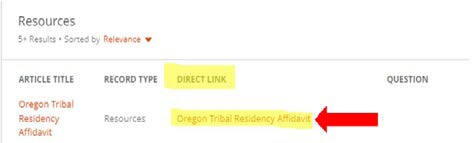 Resources
5+ Results • Sorted by Relevance
ARTICLE TITLE RECORD TYPE DIRECT LINK QUESTION
Oregon Tribal
Residency
Affidavit
Resources
Oregon Tribal Residency Affidavit